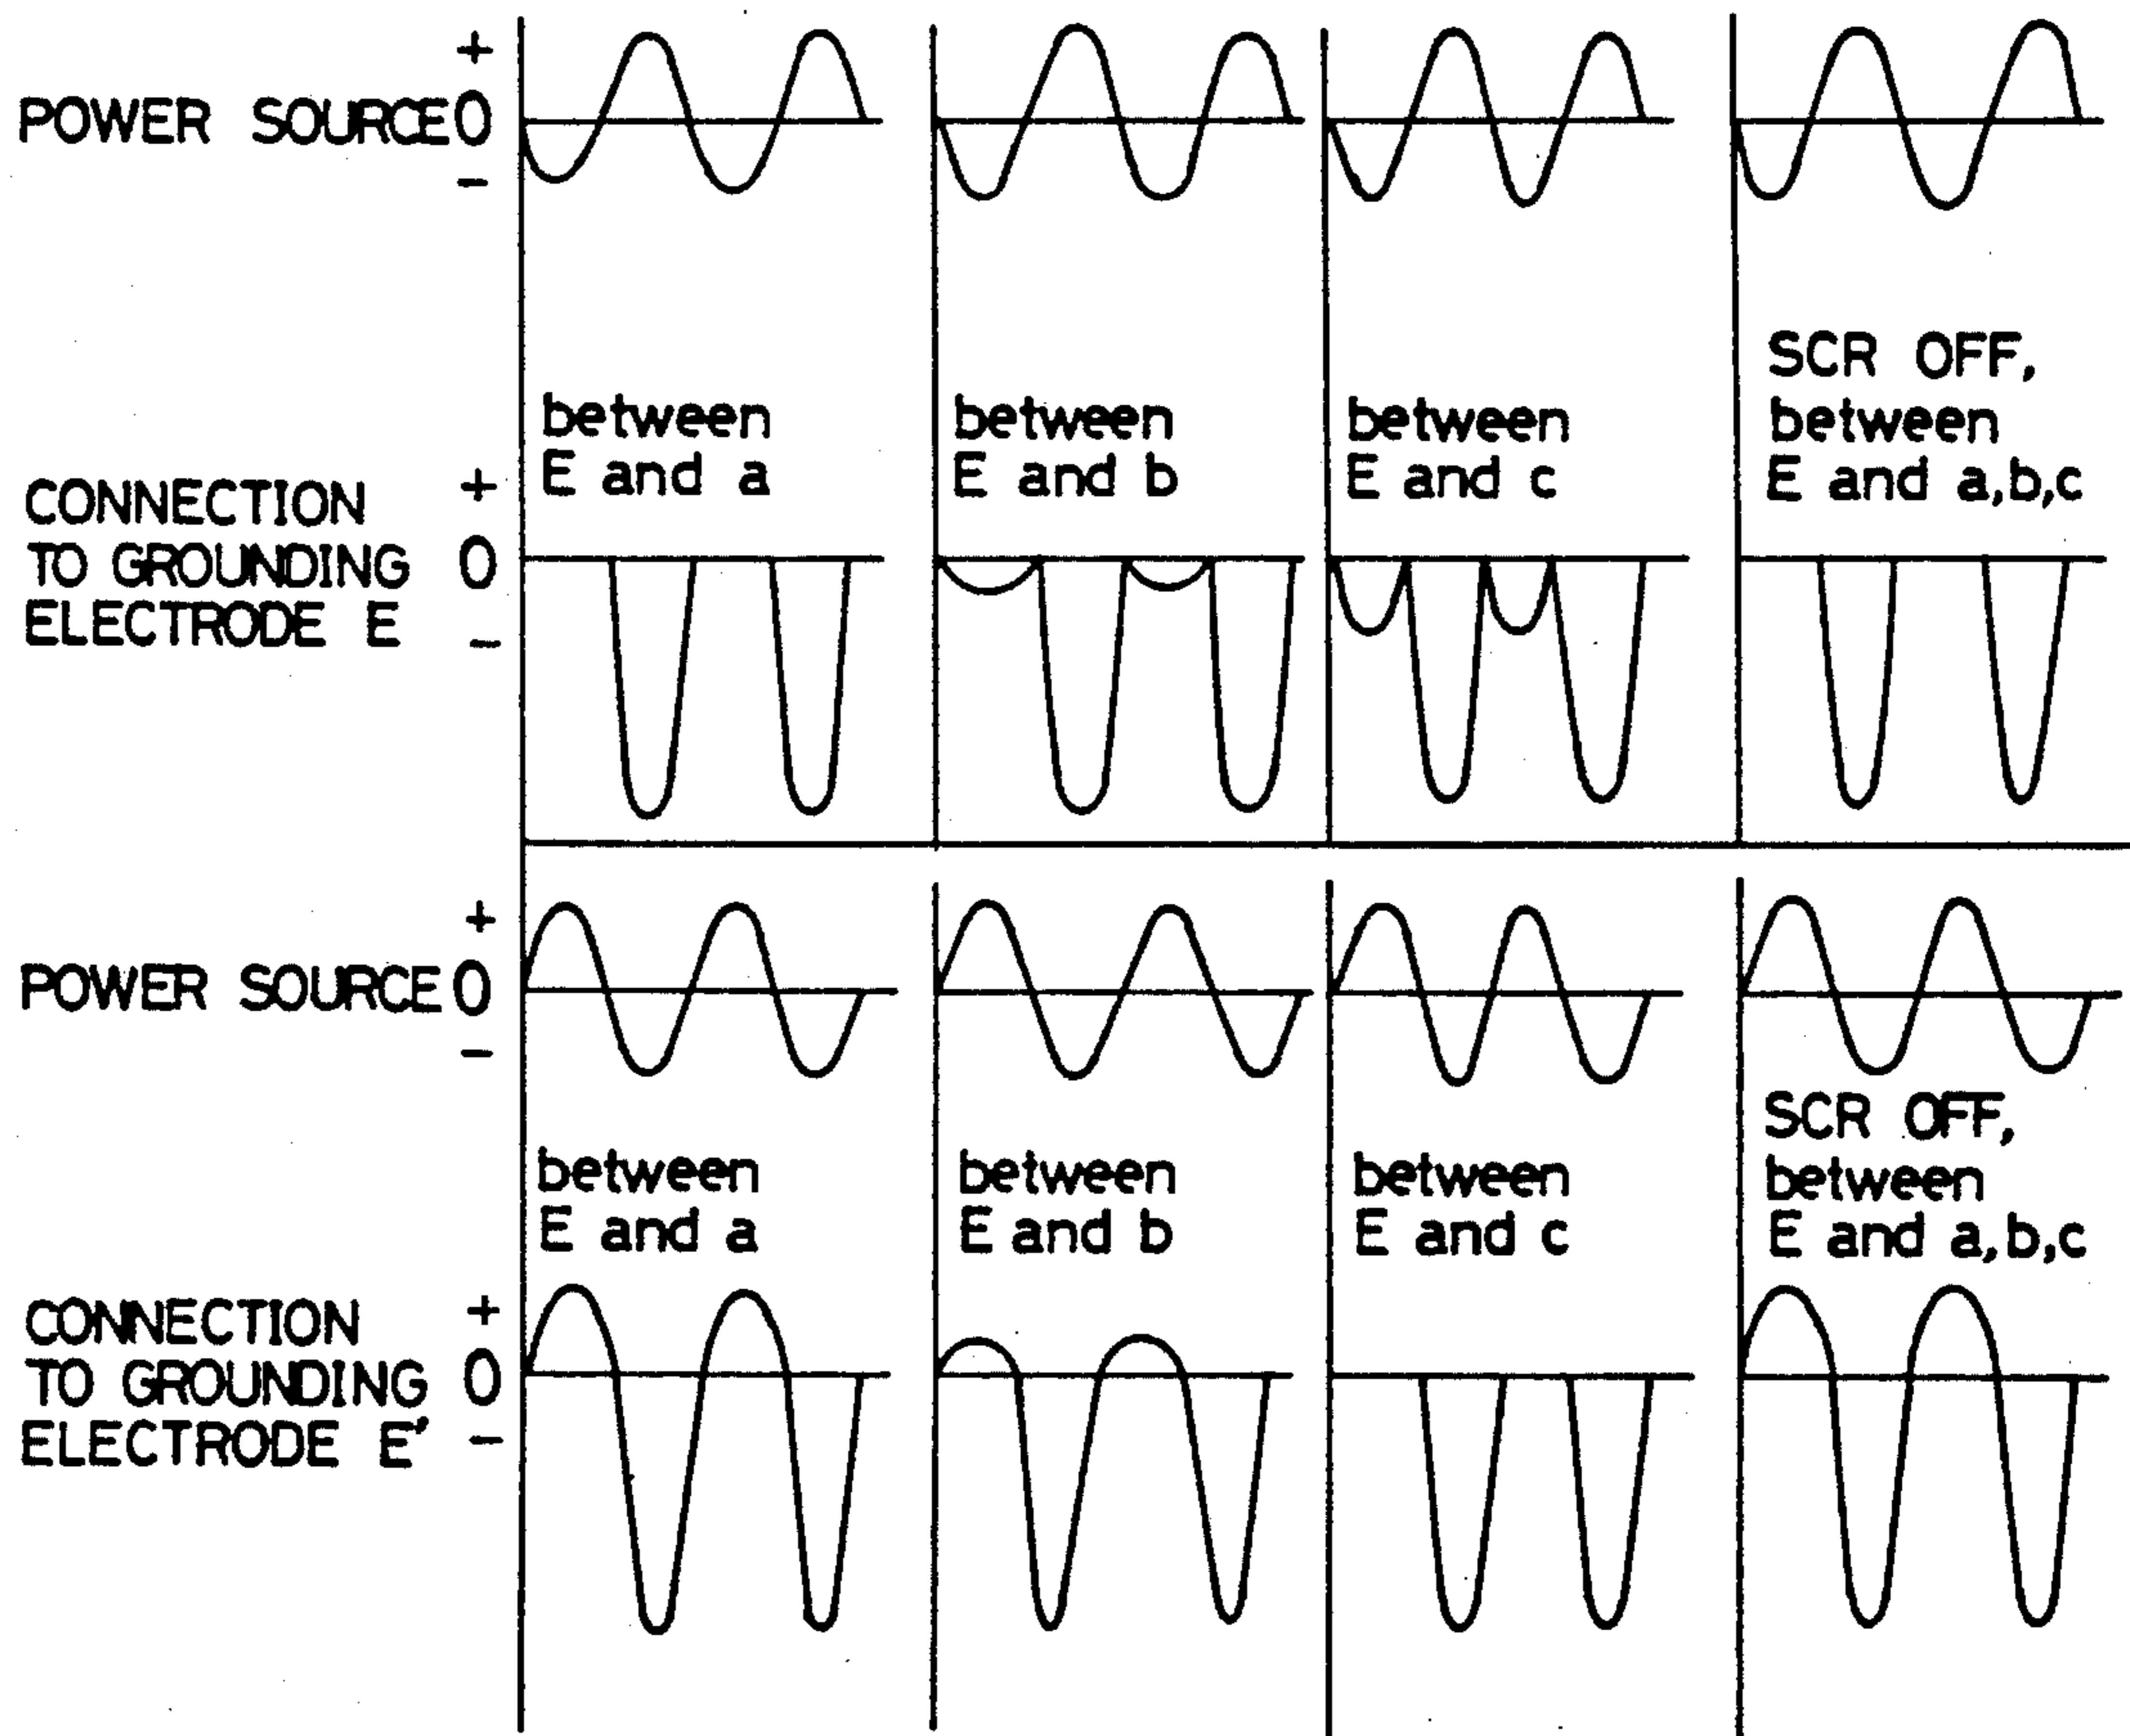 +
POWER SOURCE 0
-
between
E and a
between
E and b
between
E and c
SCR OFF,
between
E and a,b,c
CONNECTION +
TO GROUNDING 0
ELECTRODE E -
+
POWER SOURCE 0
-
between
E and a
between
E and b
between
E and c
SCR OFF,
between
E and a,b,c
CONNECTION +
TO GROUNDING 0
ELECTRODE E' -